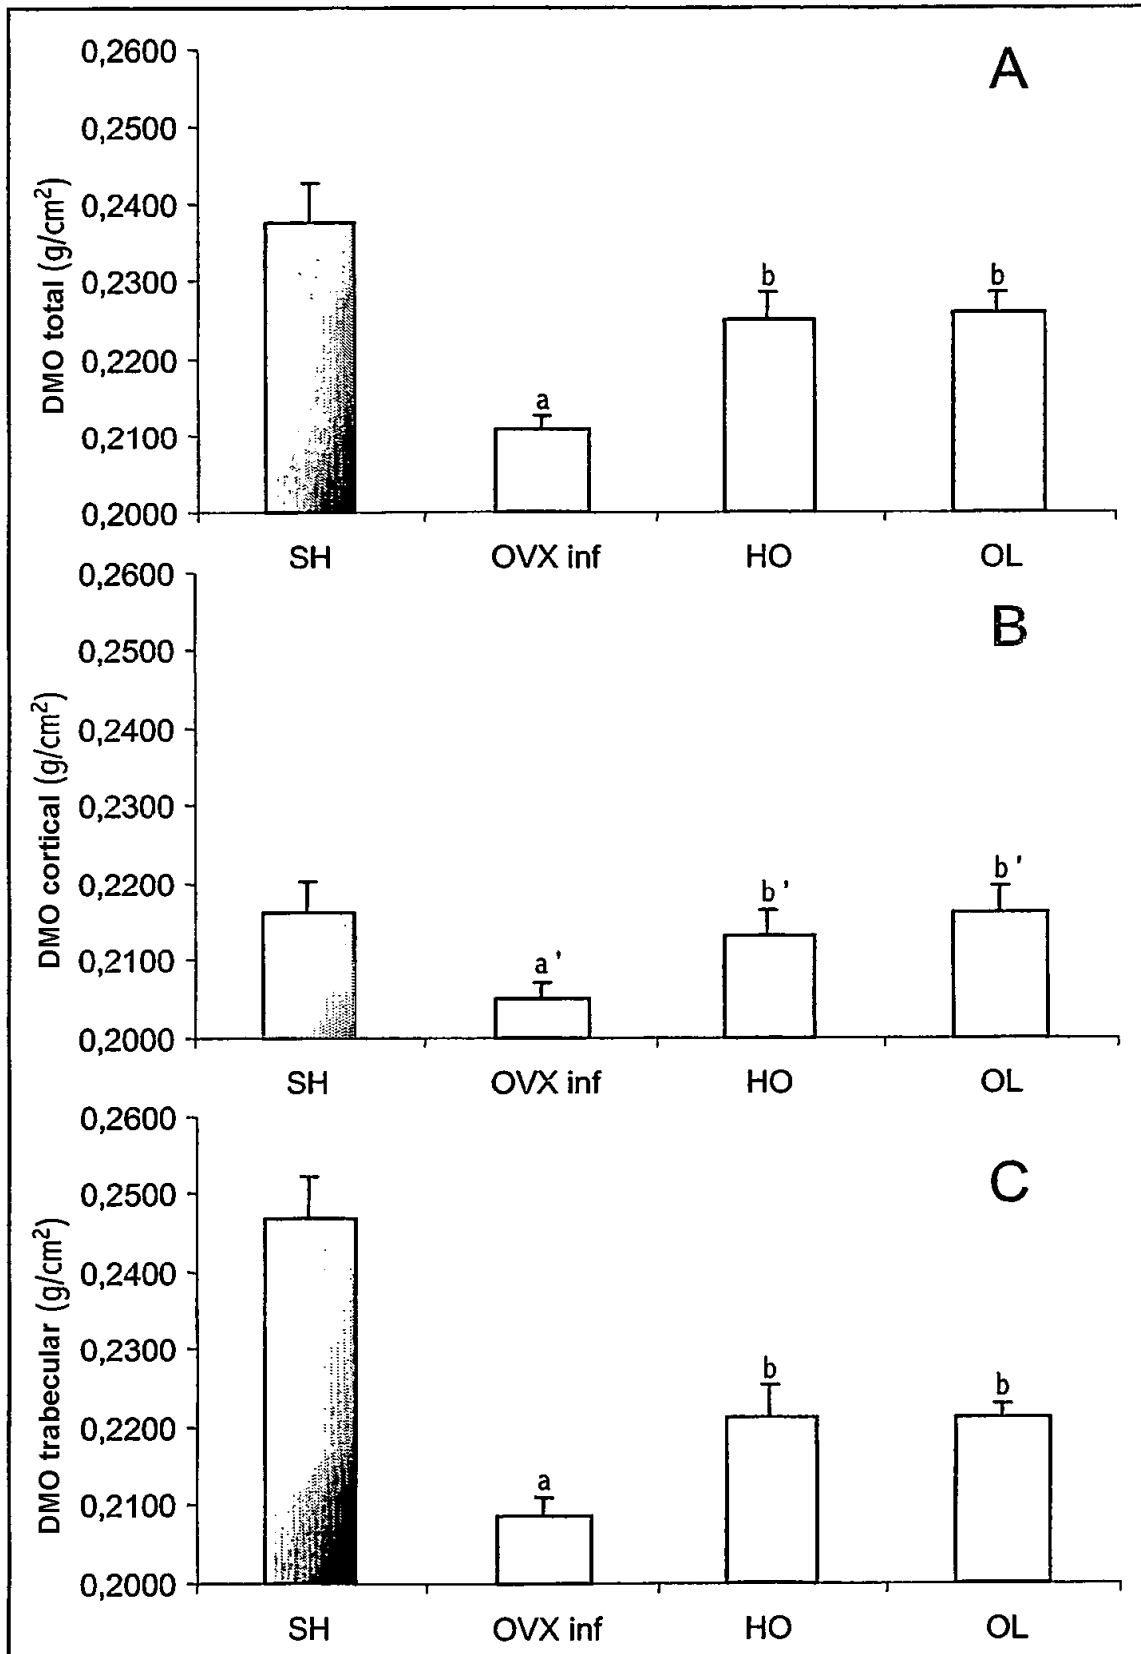 A
DMO total (g/cm²)
0,2600
0,2500
0,2400
0,2300
0,2200
0,2100
0,2000
a
b
b
SH
OVX inf
HO
OL
B
DMO cortical (g/cm²)
0,2600
0,2500
0,2400
0,2300
0,2200
0,2100
0,2000
a'
b'
b'
SH
OVX inf
HO
OL
C
DMO trabecular (g/cm²)
0,2600
0,2500
0,2400
0,2300
0,2200
0,2100
0,2000
a
b
b
SH
OVX inf
HO
OL